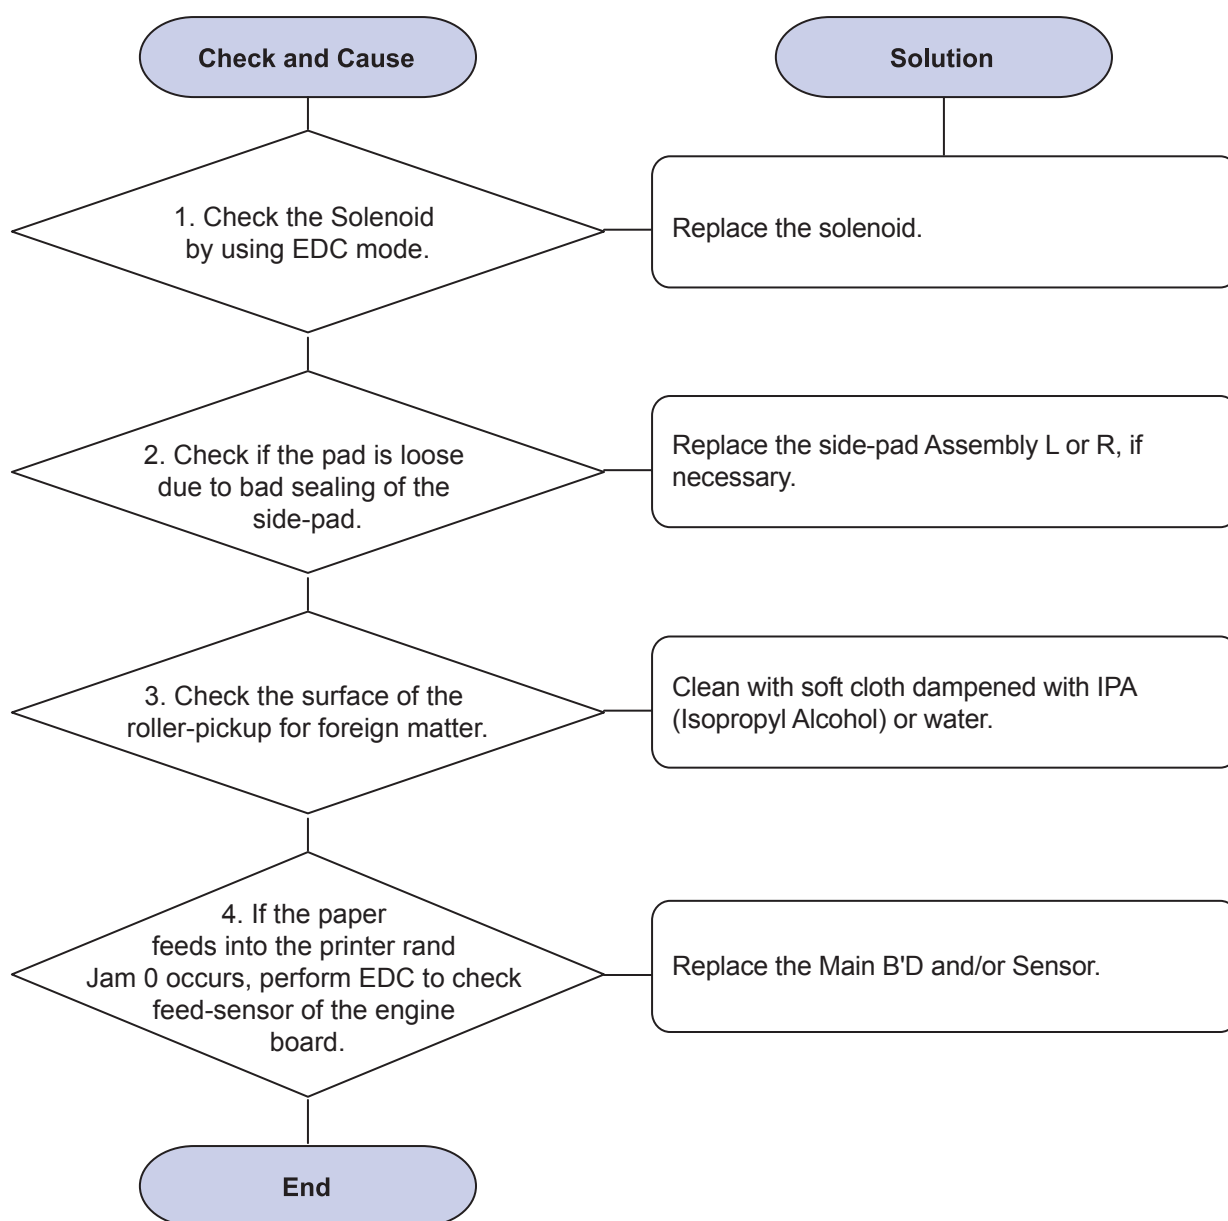 Check and Cause
Solution
1. Check the Solenoid
by using EDC mode.
Replace the solenoid.
2. Check if the pad is loose
due to bad sealing of the
side-pad.
Replace the side-pad Assembly L or R, if
necessary.
3. Check the surface of the
roller-pickup for foreign matter.
Clean with soft cloth dampened with IPA
(Isopropyl Alcohol) or water.
4. If the paper
feeds into the printer rand
Jam 0 occurs, perform EDC to check
feed-sensor of the engine
board.
Replace the Main B'D and/or Sensor.
End